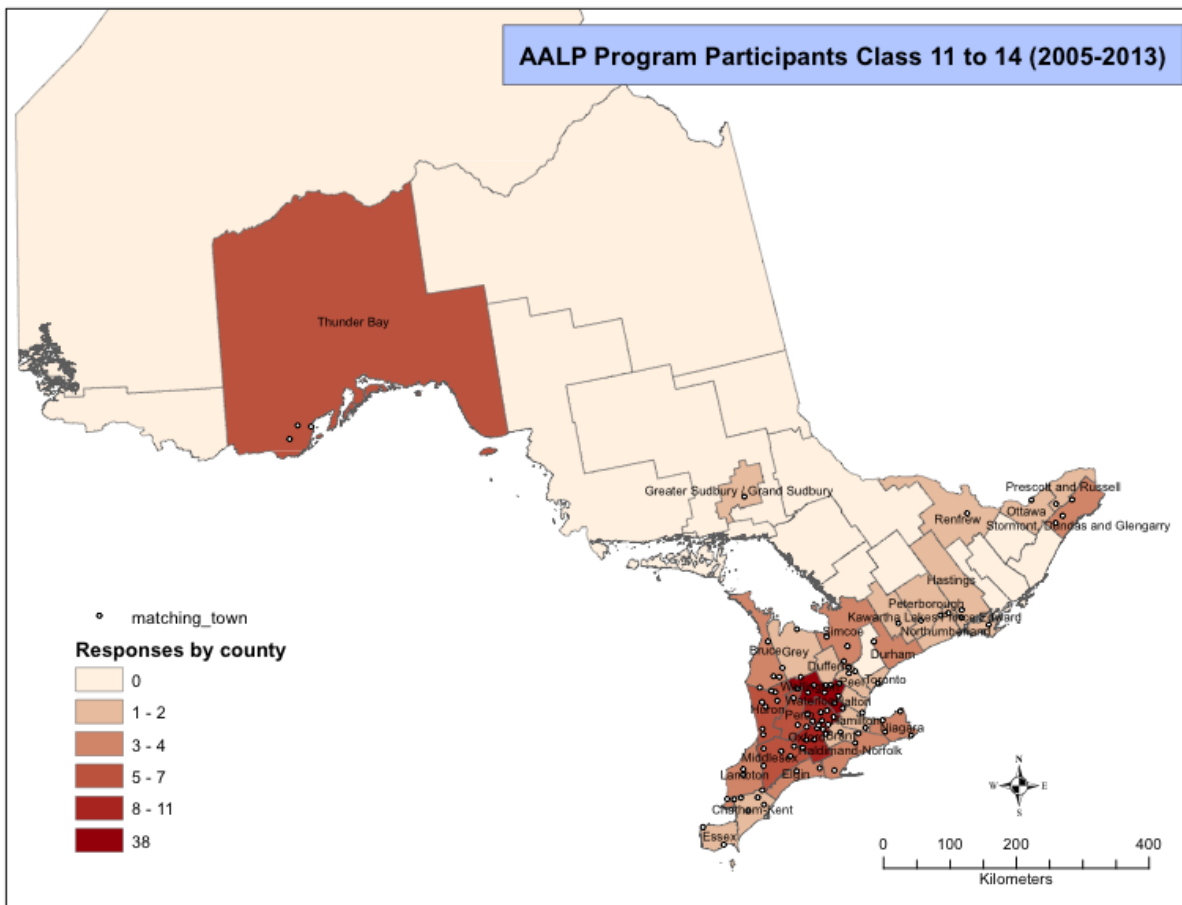 AALP Program Participants Class 11 to 14 (2005-2013)
Thunder Bay
Greater Sudbury / Grand Sudbury
Prescott and Russell
Ottawa
Renfrew
Stormont, Dundas and Glengarry
Hastings
Peterborough
Kawartha Lakes
Edward
Northumberland
Simcoe
Durham
Bruce
Grey
Dufferin
Toronto
Peel
Waterloo
Halton
Huron
Perth
Hamilton
Niagara
Oxford
Brant
Haldimand-Norfolk
Middlesex
Lambton
Elgin
Chatham-Kent
Essex
matching_town
Responses by county
0
1 - 2
3 - 4
5 - 7
8 - 11
38
N
W
E
S
0 100 200 400
Kilometers